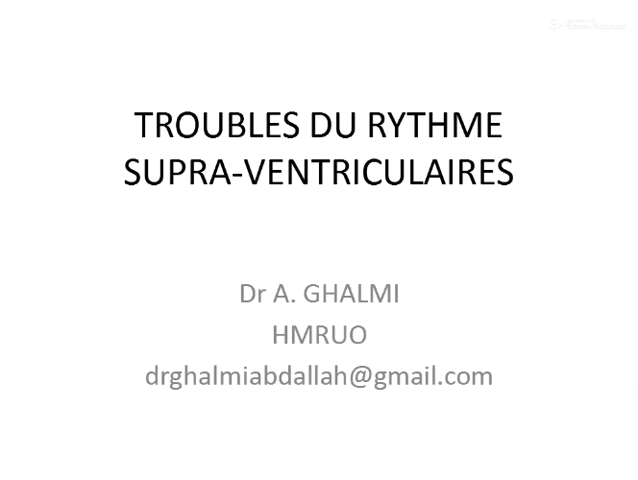 TROUBLES DU RYTHME
SUPRA-VENTRICULAIRES
Dr A. GHALMI
HMRUO
drghalmiabdallah@gmail.com